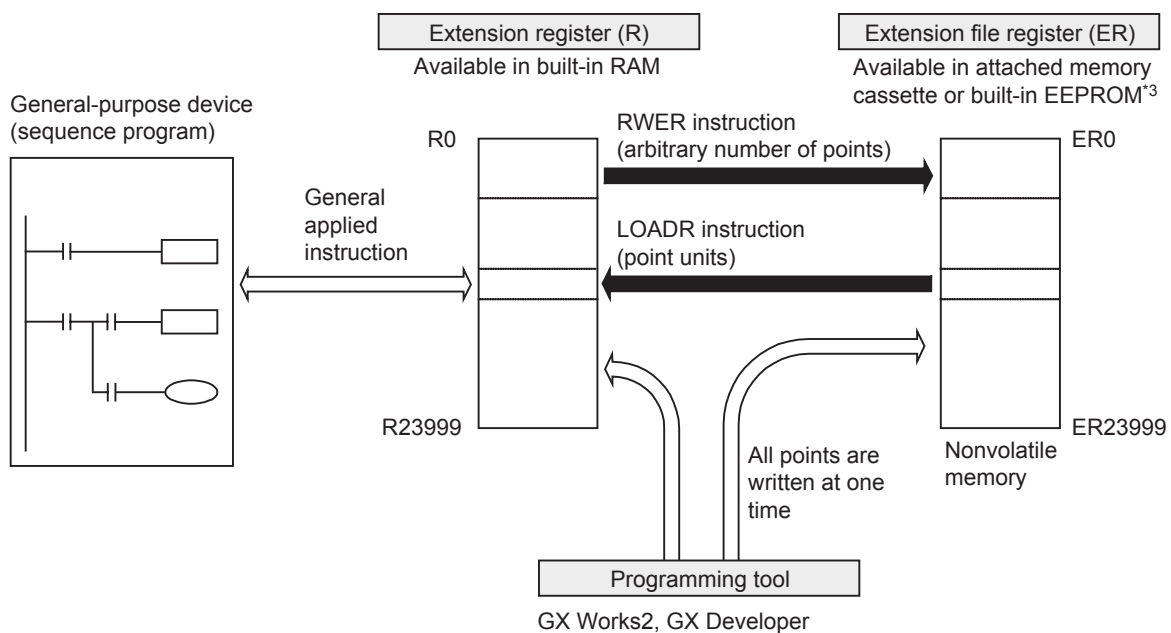 Extension register (R)
Available in built-in RAM
Extension file register (ER)
Available in attached memory
cassette or built-in EEPROM*3
General-purpose device
(sequence program)
General
applied
instruction
R0
R23999
RWER instruction
(arbitrary number of points)
LOADR instruction
(point units)
ER0
ER23999
Nonvolatile
memory
All points are
written at one
time
Programming tool
GX Works2, GX Developer